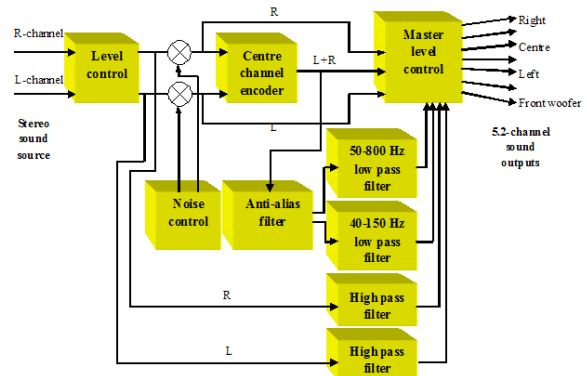 R-channel
L-channel
Stereo
sound
source
Level
control
R
Centre
channel
encoder
L+R
L
Master
level
control
Right
Centre
Left
Front woofer
5.2-channel
sound
outputs
Noise
control
Anti-alias
filter
50-800 Hz
low pass
filter
40-150 Hz
low pass
filter
R
High pass
filter
L
High pass
filter